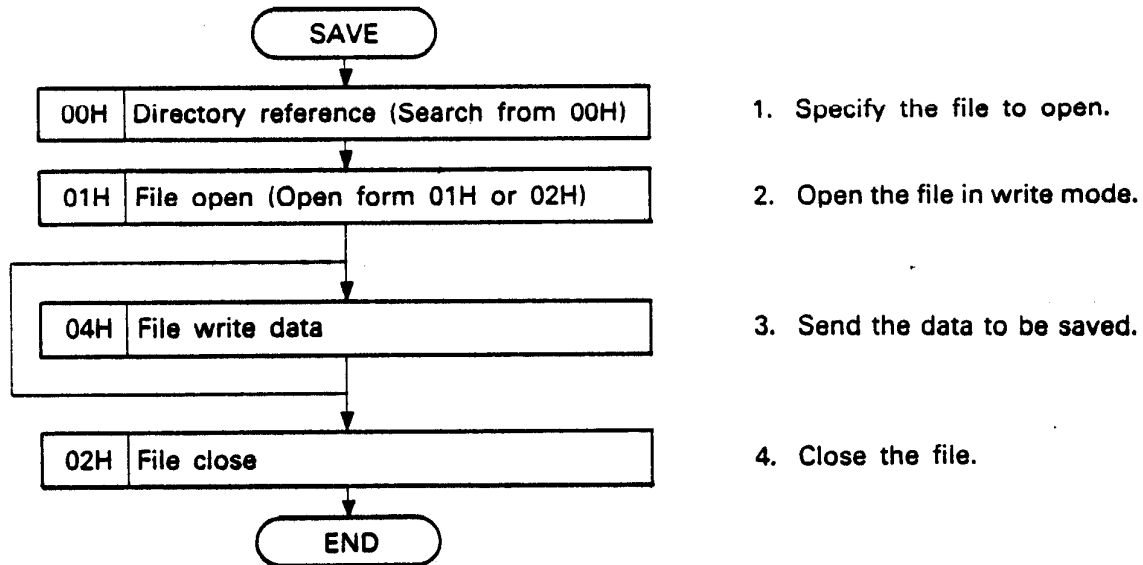 SAVE
00H Directory reference (Search from 00H)
1. Specify the file to open.
01H File open (Open form 01H or 02H)
2. Open the file in write mode.
04H File write data
3. Send the data to be saved.
02H File close
4. Close the file.
END